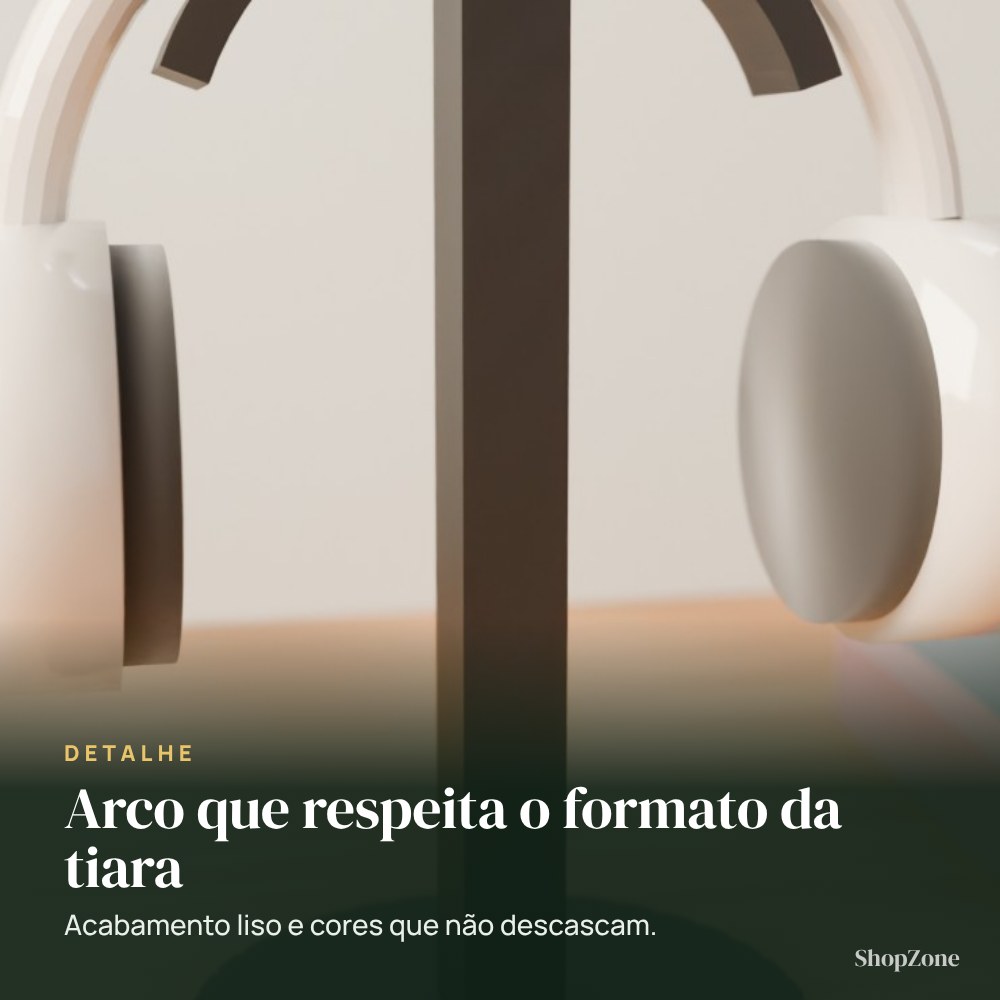 DETALHE
Arco que respeita o formato da
tiara
Acabamento liso e cores que não descascam.
ShopZone